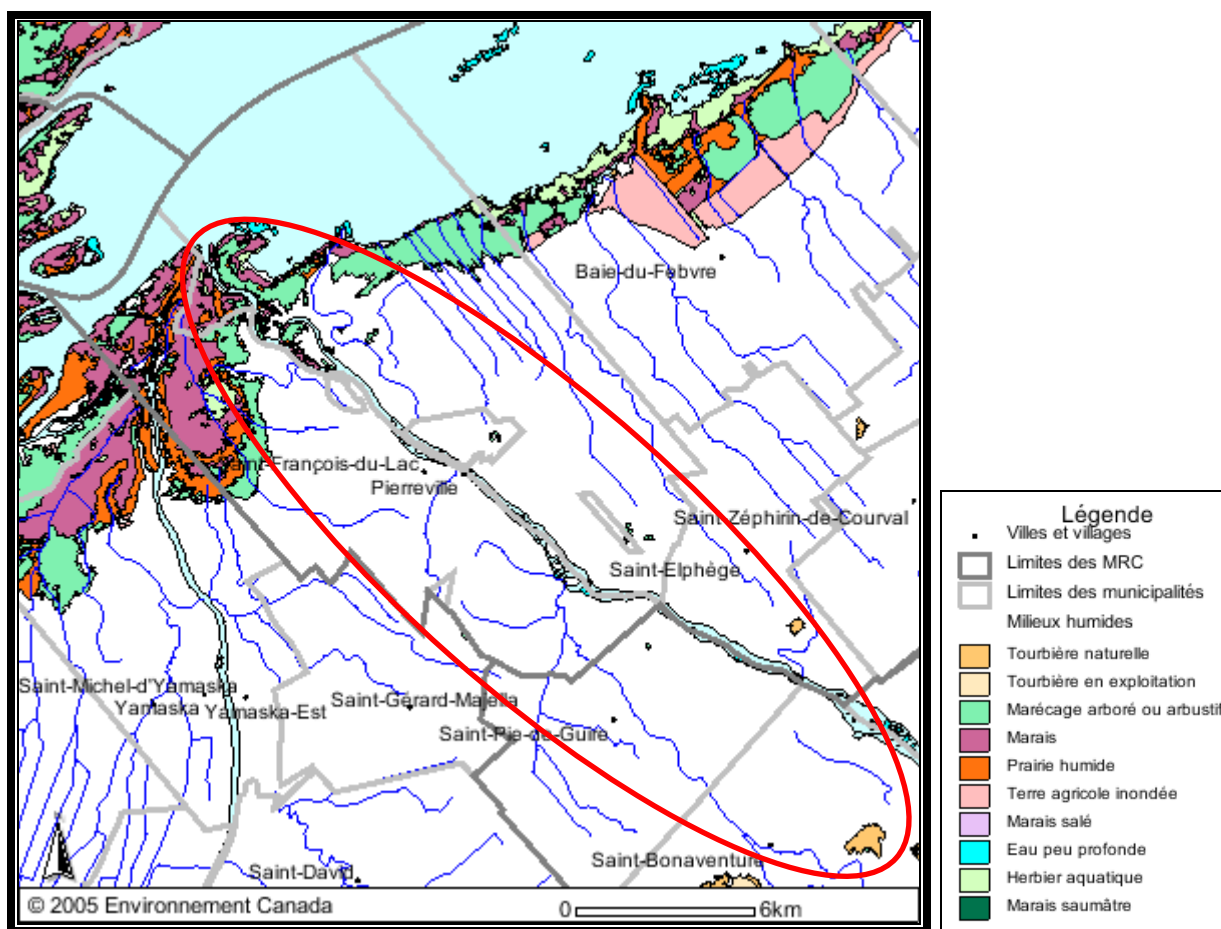 Baie-du-Febvre
Saint-François-du-Lac
Pierreville
Saint-Zéphirin-de-Courval
Saint-Elphège
Saint-Michel-d'Yamaska
Yamaska
Yamaska-Est
Saint-Gérard-Majella
Saint-Pie-de-Guire
Saint-Bonaventure
Saint-David
© 2005 Environnement Canada
0 6km
Légende
Villes et villages
Limites des MRC
Limites des municipalités
Milieux humides
Tourbière naturelle
Tourbière en exploitation
Marécage arboré ou arbustif
Marais
Prairie humide
Terre agricole inondée
Marais salé
Eau peu profonde
Herbier aquatique
Marais saumâtre